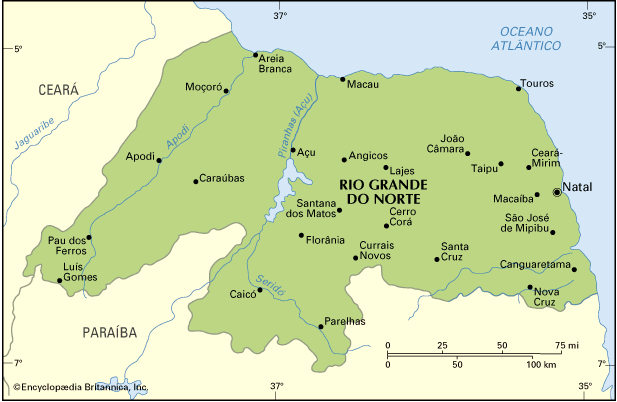 37°
35°
5°
5°
OCEANO
ATLÂNTICO
CEARÁ
Jaguaribe
Areia
Branca
Moçoró
Macau
Touros
Piranhas (Açu)
Apodi
Apodi
Açu
Angicos
Lajes
João
Câmara
Taipu
Ceará-
Mirim
Caraúbas
RIO GRANDE
DO NORTE
Natal
Macaíba
Santana
dos Matos
Cerro
Corá
São José
de Mipibu
Pau dos
Ferros
Florânia
Currais
Novos
Santa
Cruz
Canguaretama
Luís
Gomes
Caicó
Seridó
Nova
Cruz
PARAÍBA
Parelhas
0 25 50 75 mi
0 50 100 km
7°
7°
©Encyclopædia Britannica, Inc.
37°
35°